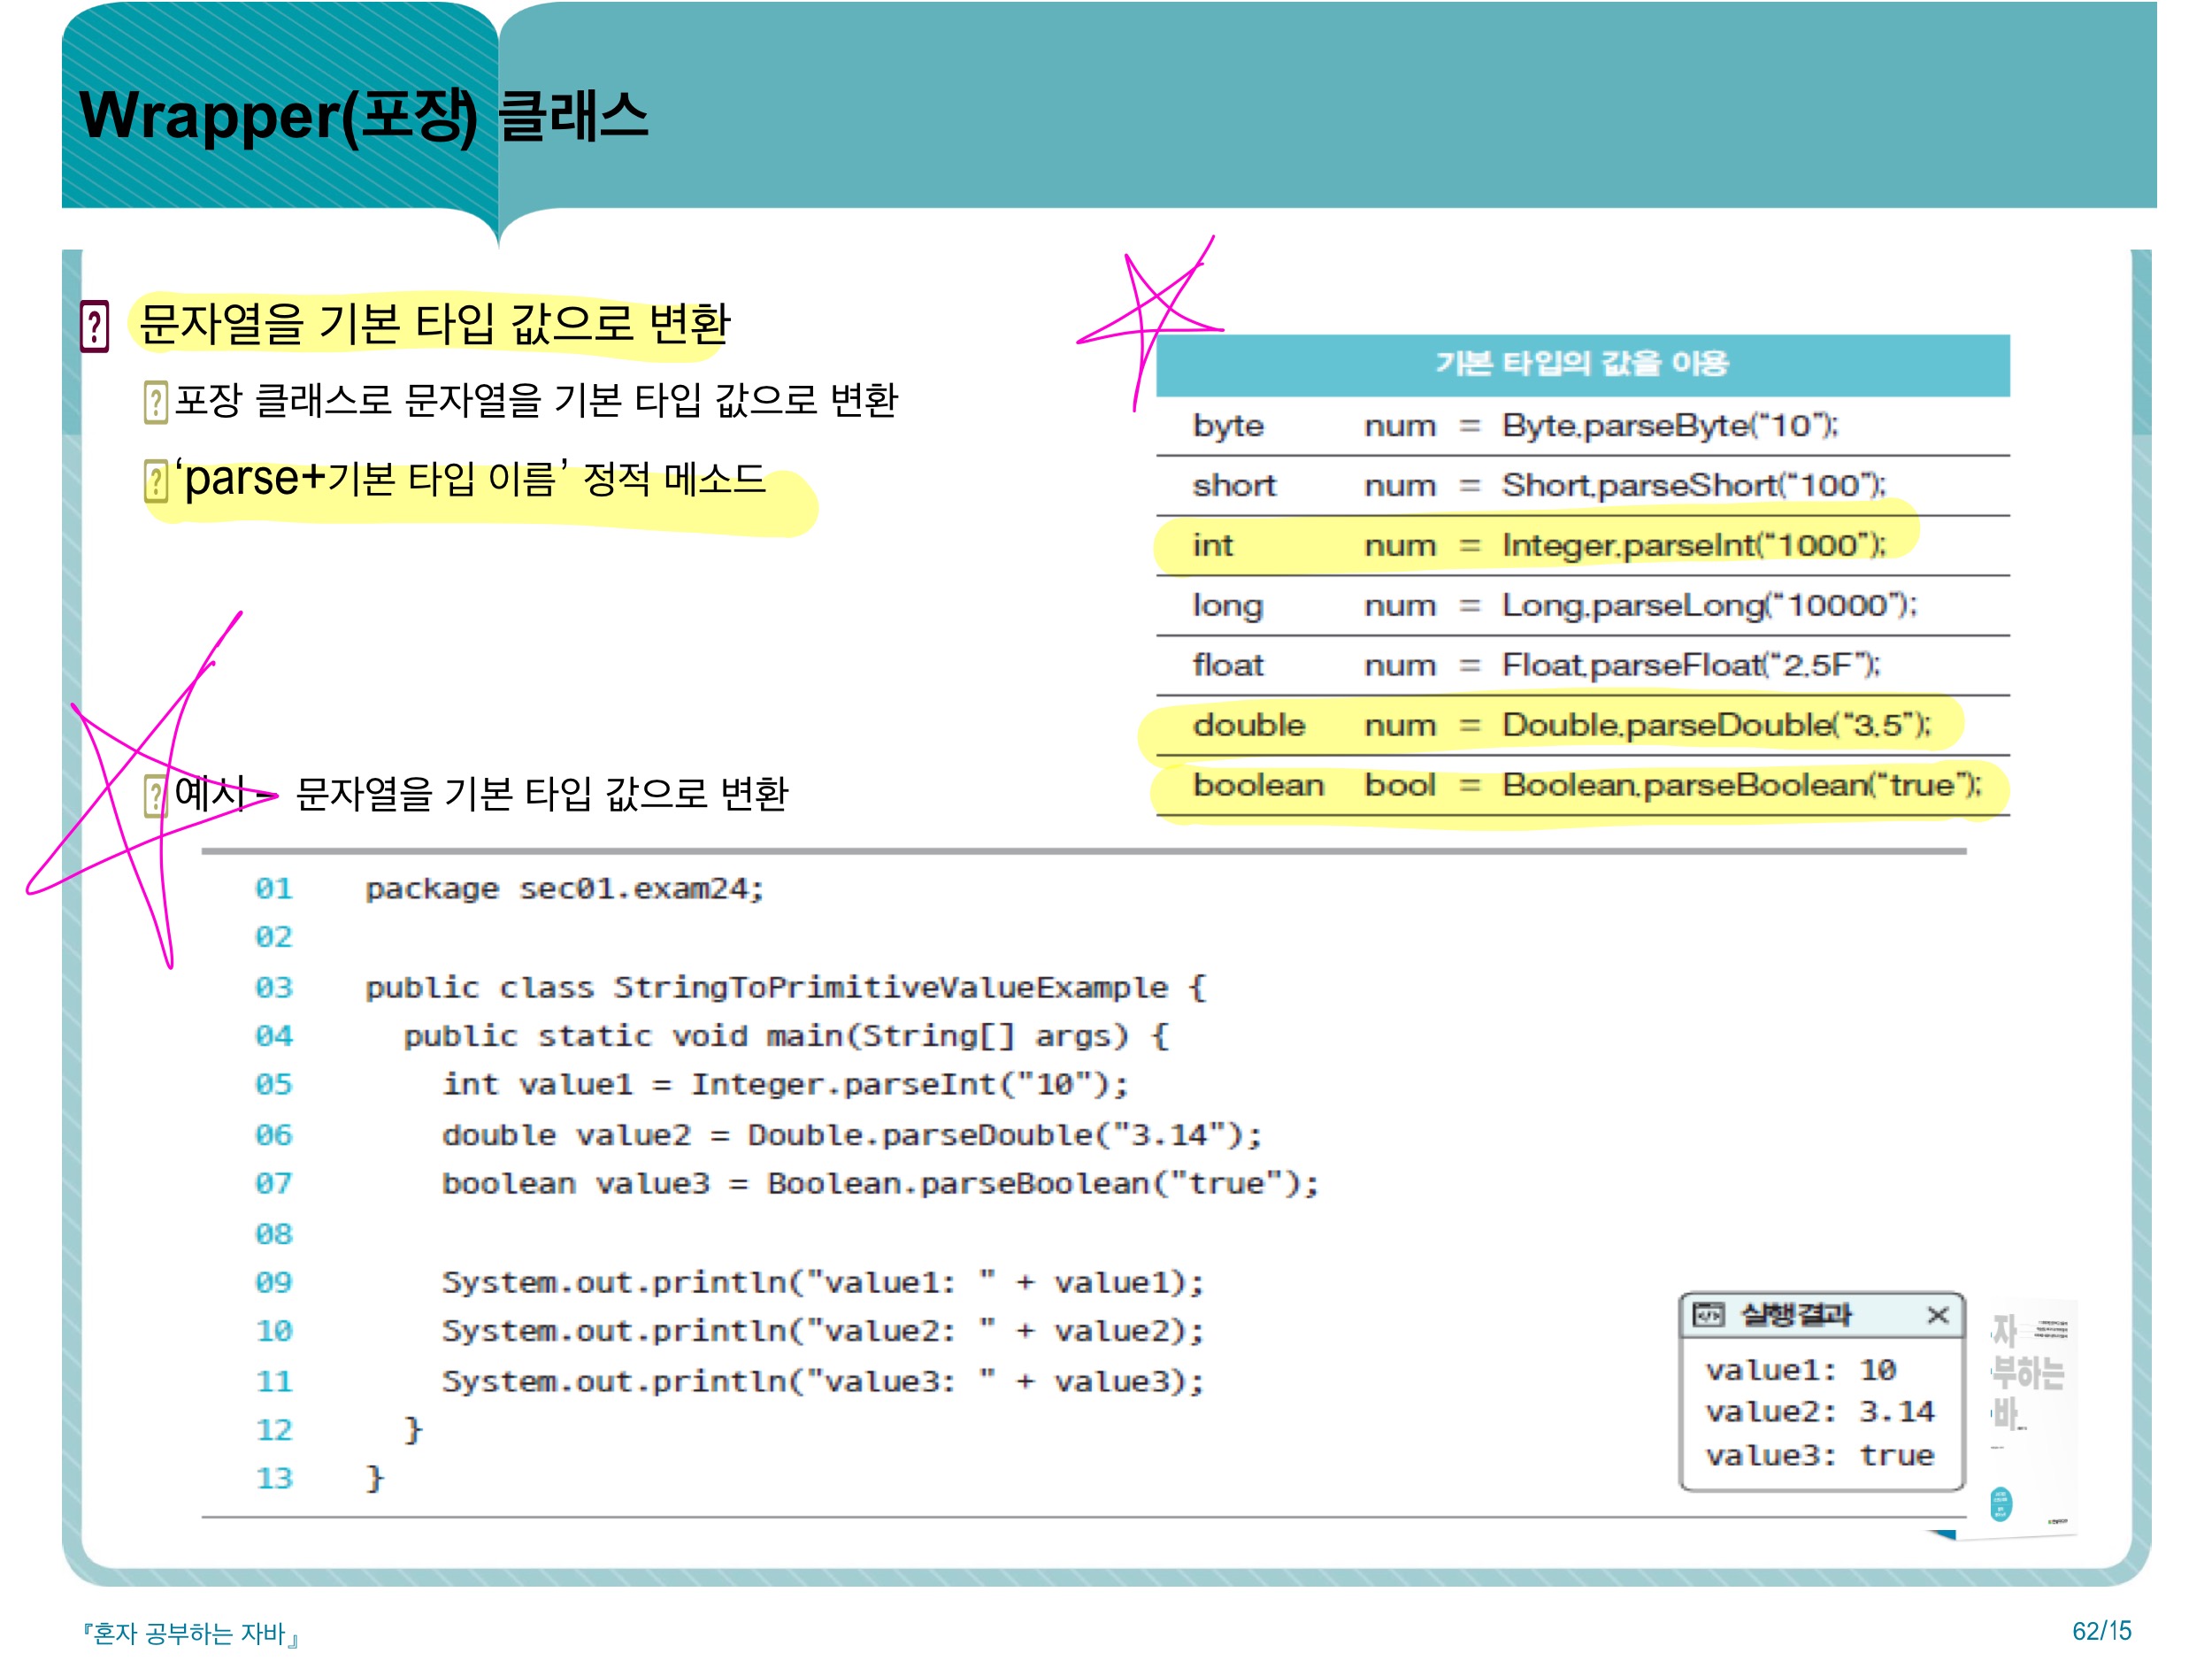 Wrapper(포장) 클래스
문자열을 기본 타입 값으로 변환
포장 클래스로 문자열을 기본 타입 값으로 변환
‘parse+기본 타입 이름’ 정적 메소드
기본 타입의 값을 이용
byte num = Byte.parseByte(“10”);
short num = Short.parseShort(“100”);
int num = Integer.parseInt(“1000”);
long num = Long.parseLong(“10000”);
float num = Float.parseFloat(“2.5F”);
double num = Double.parseDouble(“3.5”);
boolean bool = Boolean.parseBoolean(“true”);
예시 – 문자열을 기본 타입 값으로 변환
01 package sec01.exam24;
02
03 public class StringToPrimitiveValueExample {
04 public static void main(String[] args) {
05 int value1 = Integer.parseInt("10");
06 double value2 = Double.parseDouble("3.14");
07 boolean value3 = Boolean.parseBoolean("true");
08
09 System.out.println("value1: " + value1);
10 System.out.println("value2: " + value2);
11 System.out.println("value3: " + value3);
12 }
13 }
실행결과 ×
value1: 10
value2: 3.14
value3: true
자
부하는
바
『혼자 공부하는 자바』
62/15